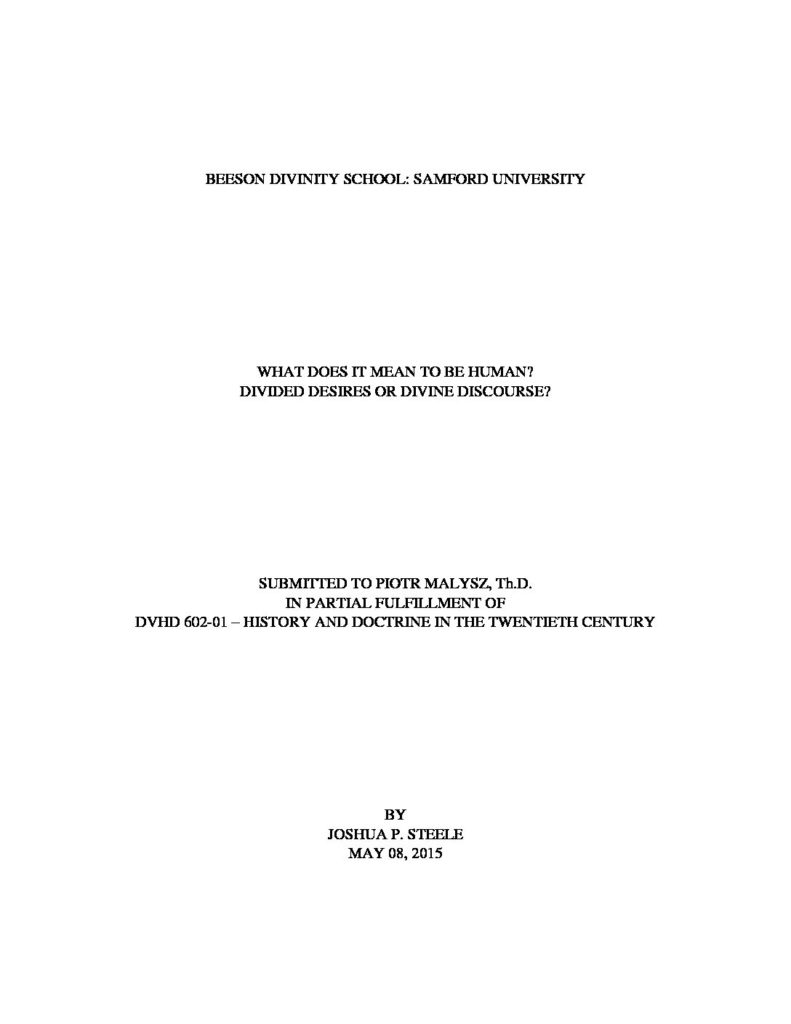 BEESON DIVINITY SCHOOL: SAMFORD UNIVERSITY
WHAT DOES IT MEAN TO BE HUMAN?
DIVIDED DESIRES OR DIVINE DISCOURSE?
SUBMITTED TO PIOTR MALYSZ, Th.D.
IN PARTIAL FULFILLMENT OF
DVHD 602-01 – HISTORY AND DOCTRINE IN THE TWENTIETH CENTURY
BY
JOSHUA P. STEELE
MAY 08, 2015